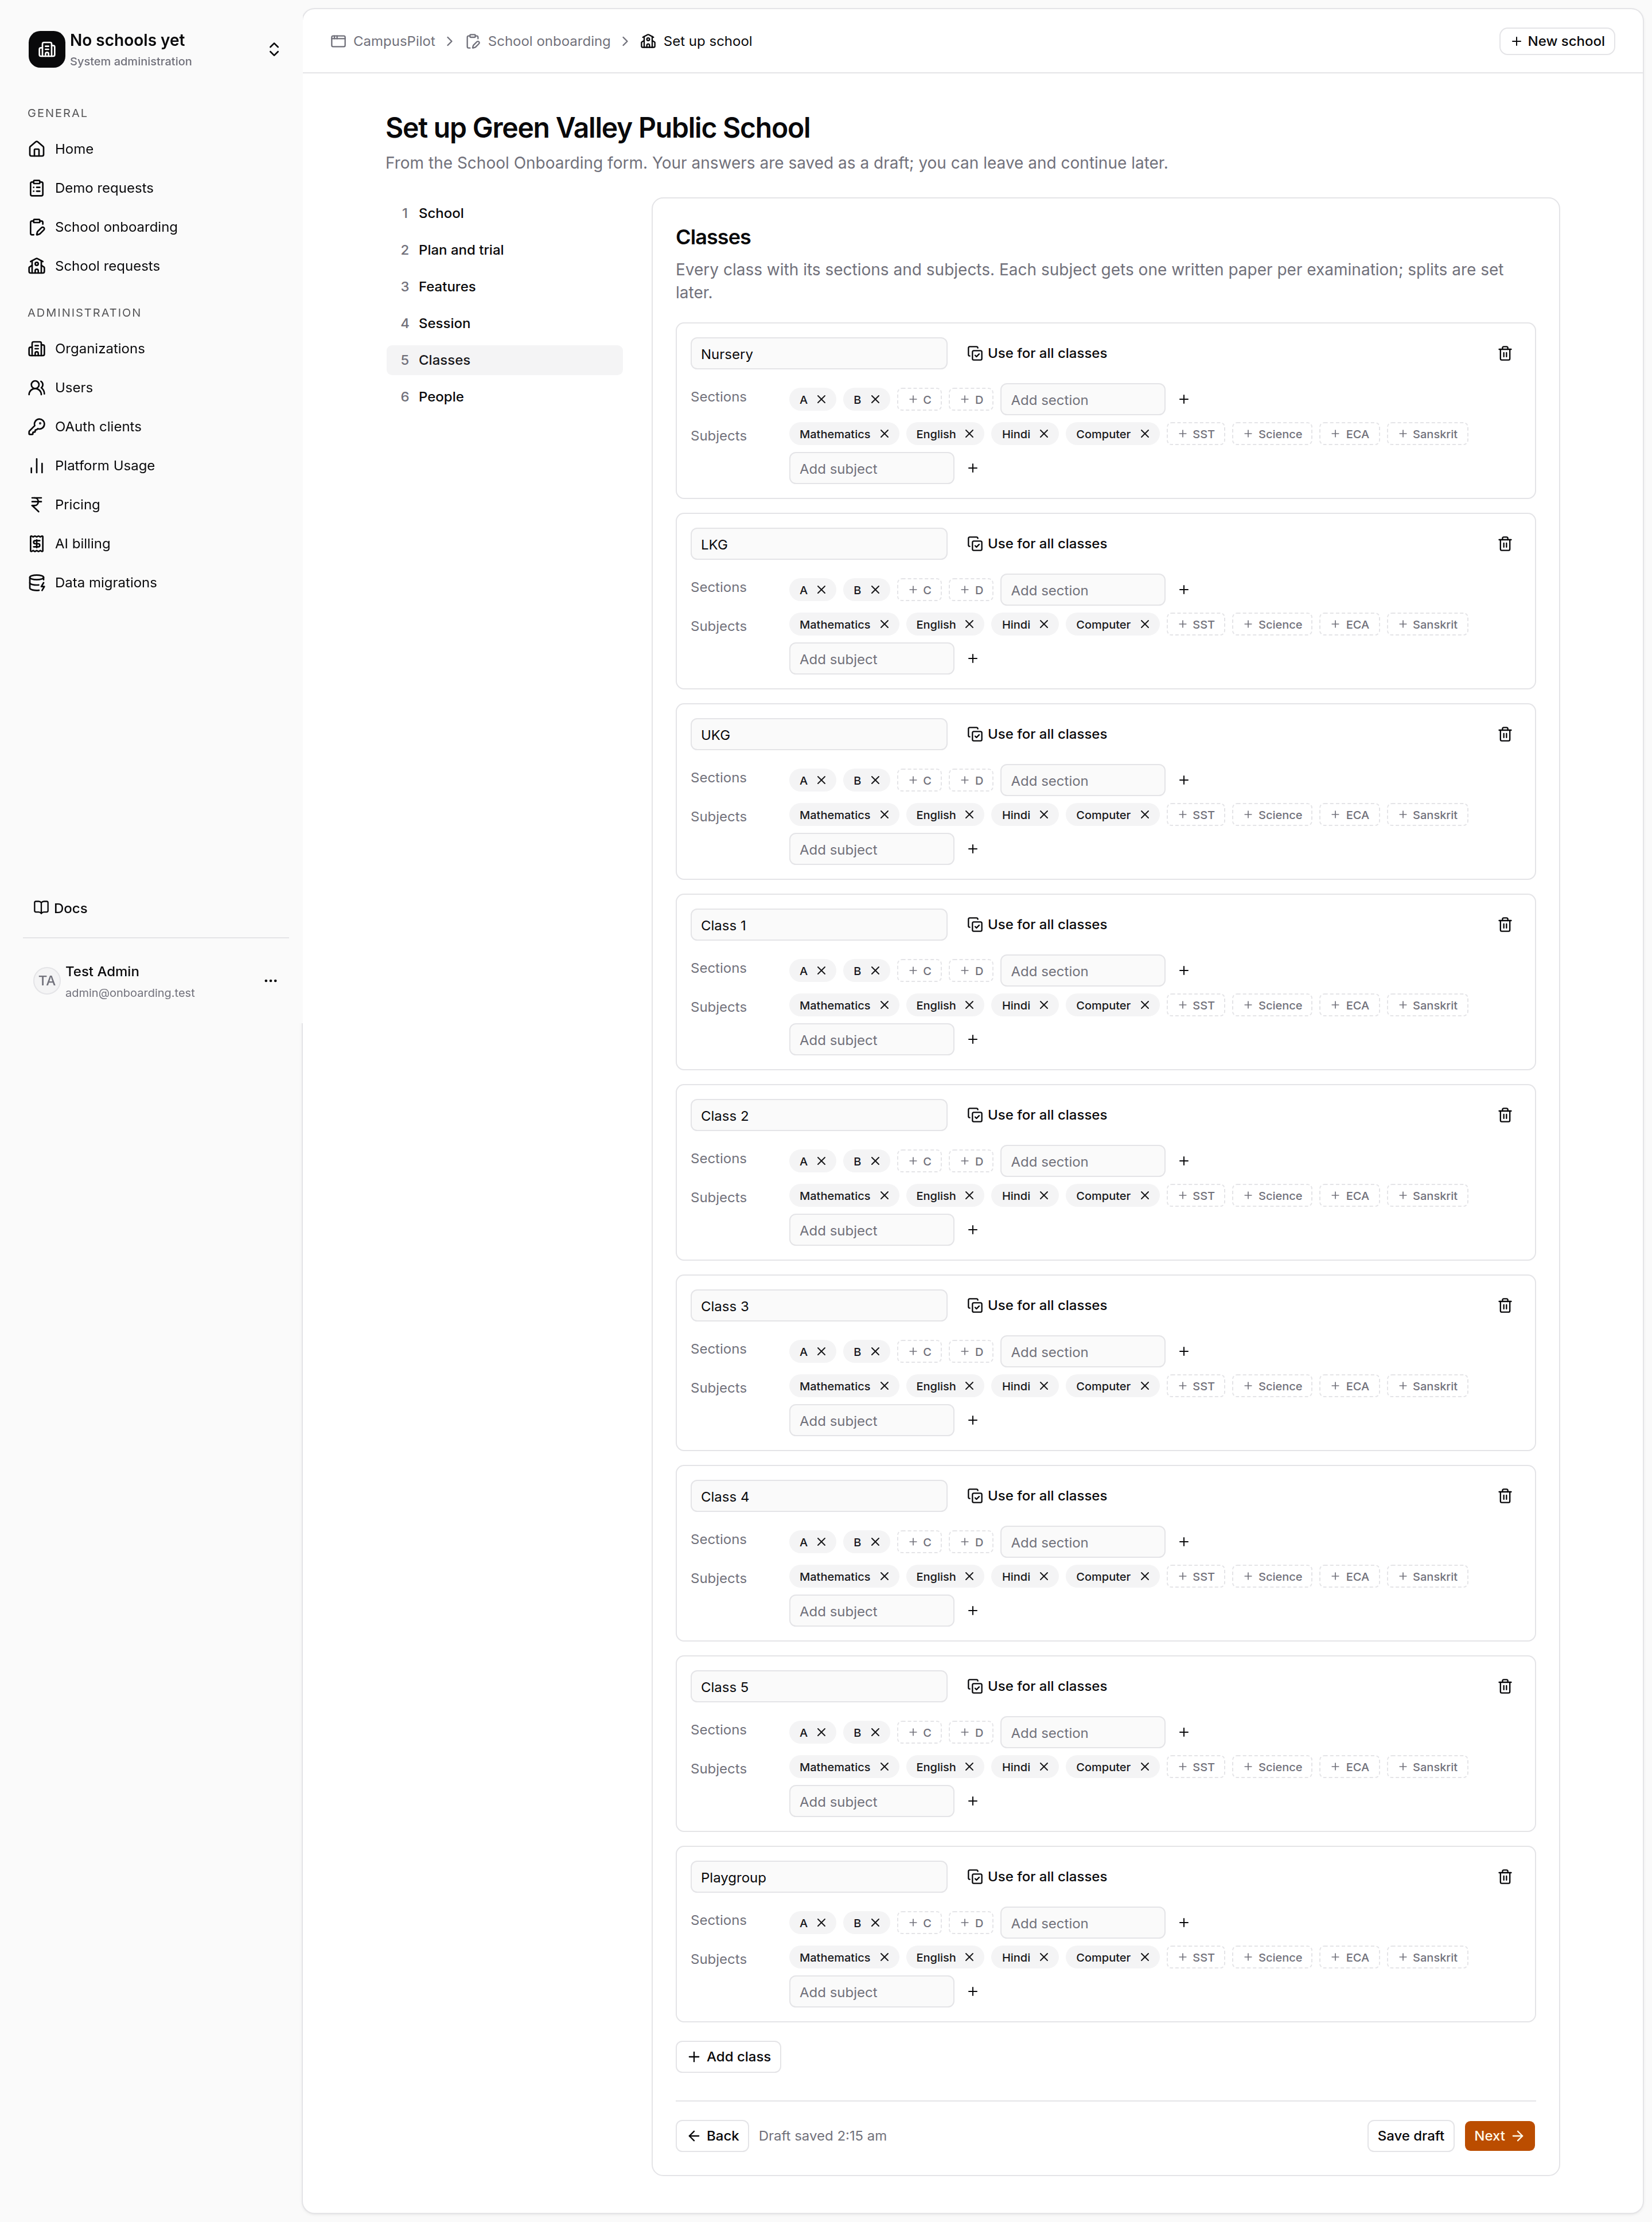 No schools yet
System administration
GENERAL
Home
Demo requests
School onboarding
School requests
ADMINISTRATION
Organizations
Users
OAuth clients
Platform Usage
Pricing
AI billing
Data migrations
Docs
TA
Test Admin
admin@onboarding.test
CampusPilot > School onboarding > Set up school
+ New school
Set up Green Valley Public School
From the School Onboarding form. Your answers are saved as a draft; you can leave and continue later.
1 School
2 Plan and trial
3 Features
4 Session
5 Classes
6 People
Classes
Every class with its sections and subjects. Each subject gets one written paper per examination; splits are set
later.
Nursery Use for all classes
Sections A × B × + C + D Add section +
Subjects Mathematics × English × Hindi × Computer × + SST + Science + ECA + Sanskrit
Add subject +
LKG Use for all classes
Sections A × B × + C + D Add section +
Subjects Mathematics × English × Hindi × Computer × + SST + Science + ECA + Sanskrit
Add subject +
UKG Use for all classes
Sections A × B × + C + D Add section +
Subjects Mathematics × English × Hindi × Computer × + SST + Science + ECA + Sanskrit
Add subject +
Class 1 Use for all classes
Sections A × B × + C + D Add section +
Subjects Mathematics × English × Hindi × Computer × + SST + Science + ECA + Sanskrit
Add subject +
Class 2 Use for all classes
Sections A × B × + C + D Add section +
Subjects Mathematics × English × Hindi × Computer × + SST + Science + ECA + Sanskrit
Add subject +
Class 3 Use for all classes
Sections A × B × + C + D Add section +
Subjects Mathematics × English × Hindi × Computer × + SST + Science + ECA + Sanskrit
Add subject +
Class 4 Use for all classes
Sections A × B × + C + D Add section +
Subjects Mathematics × English × Hindi × Computer × + SST + Science + ECA + Sanskrit
Add subject +
Class 5 Use for all classes
Sections A × B × + C + D Add section +
Subjects Mathematics × English × Hindi × Computer × + SST + Science + ECA + Sanskrit
Add subject +
Playgroup Use for all classes
Sections A × B × + C + D Add section +
Subjects Mathematics × English × Hindi × Computer × + SST + Science + ECA + Sanskrit
Add subject +
+ Add class
← Back Draft saved 2:15 am Save draft Next →